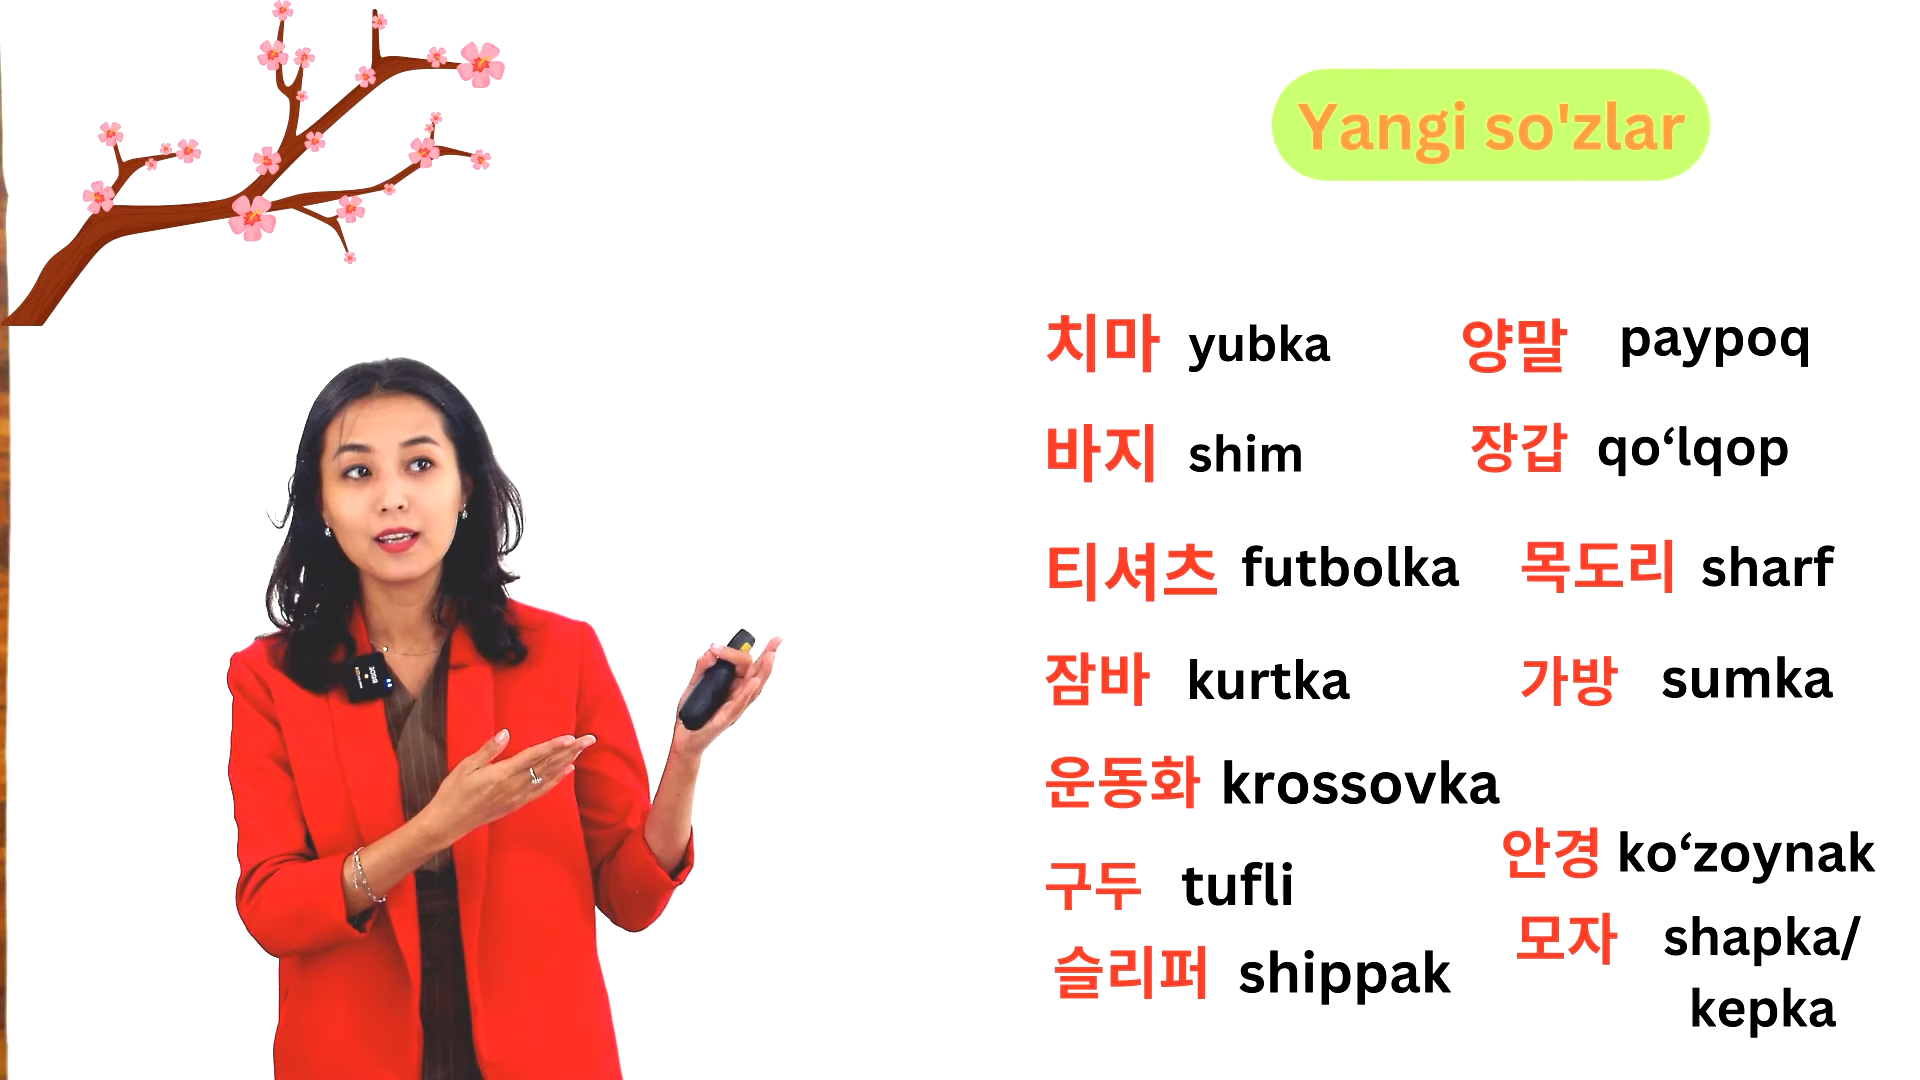 Yangi so'zlar
치마 yubka
바지 shim
티셔츠 futbolka
잠바 kurtka
운동화 krossovka
구두 tufli
슬리퍼 shippak
양말 paypoq
장갑 qo‘lqop
목도리 sharf
가방 sumka
안경 ko‘zoynak
모자 shapka/
kepka